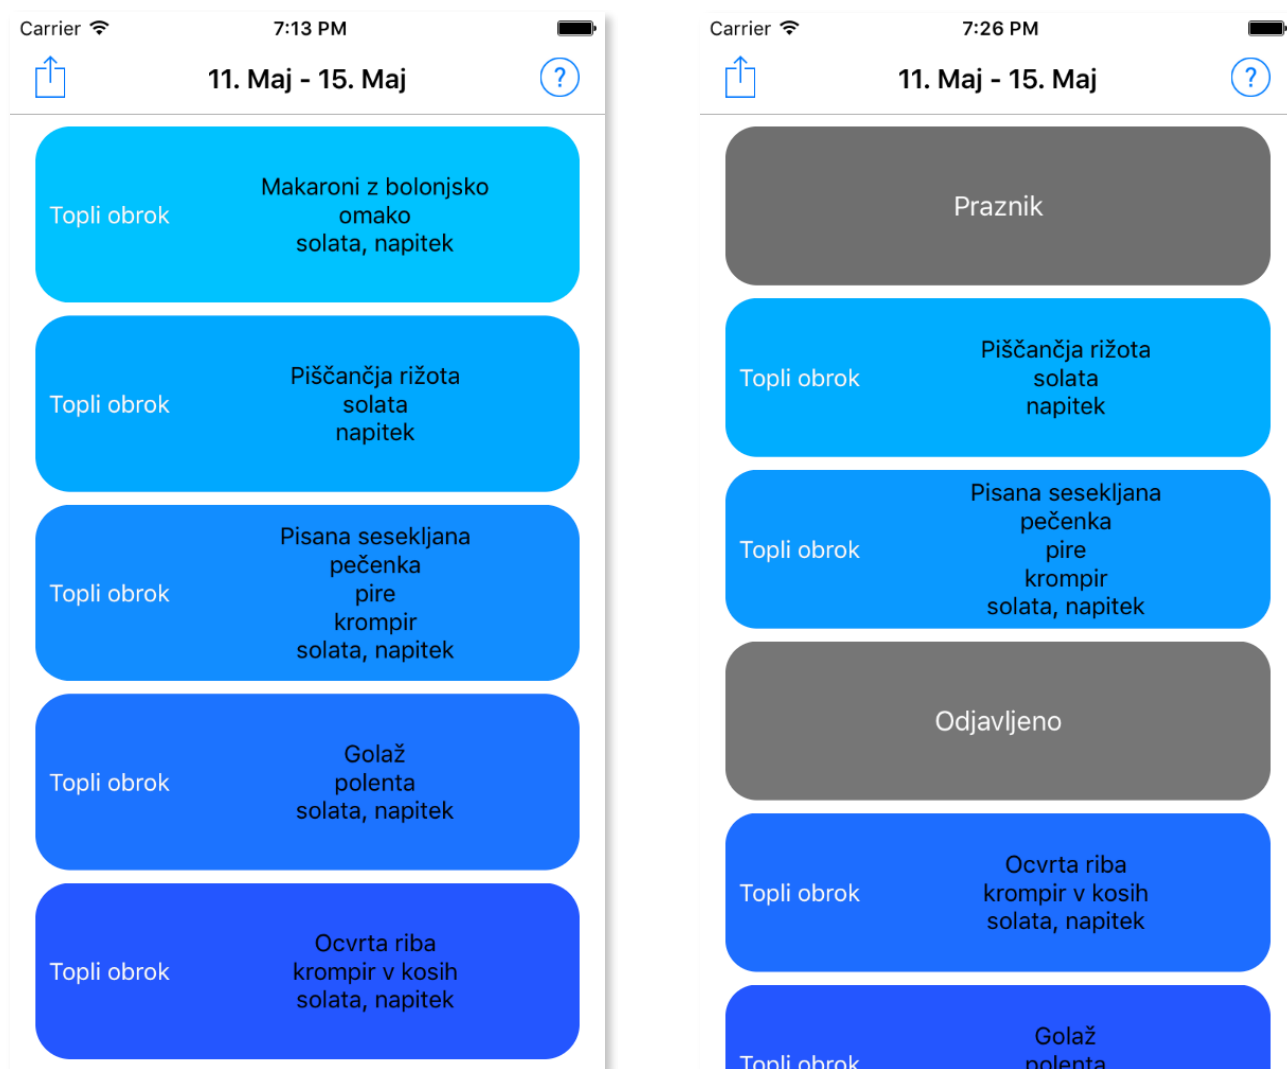 Carrier
7:13 PM
11. Maj - 15. Maj
?
Topli obrok
Makaroni z bolonjsko
omako
solata, napitek
Topli obrok
Piščančja rižota
solata
napitek
Topli obrok
Pisana sesekljana
pečenka
pire
krompir
solata, napitek
Topli obrok
Golaž
polenta
solata, napitek
Topli obrok
Ocvrta riba
krompir v kosih
solata, napitek
Carrier
7:26 PM
11. Maj - 15. Maj
?
Praznik
Topli obrok
Piščančja rižota
solata
napitek
Topli obrok
Pisana sesekljana
pečenka
pire
krompir
solata, napitek
Odjavljeno
Topli obrok
Ocvrta riba
krompir v kosih
solata, napitek
Topli obrok
Golaž
polenta